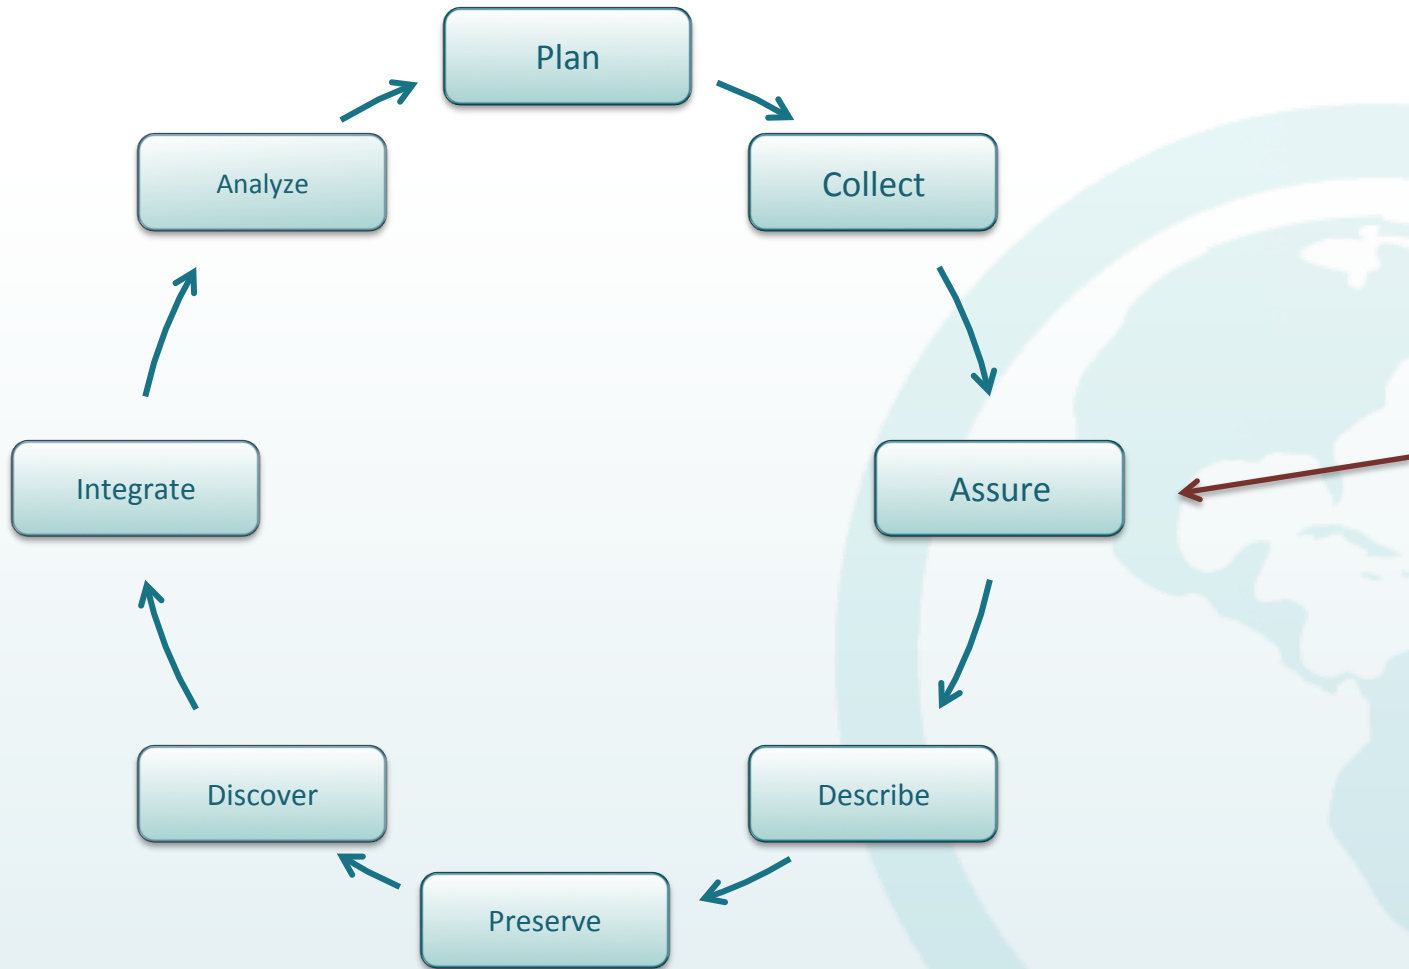 Plan
Collect
Assure
Describe
Preserve
Discover
Integrate
Analyze